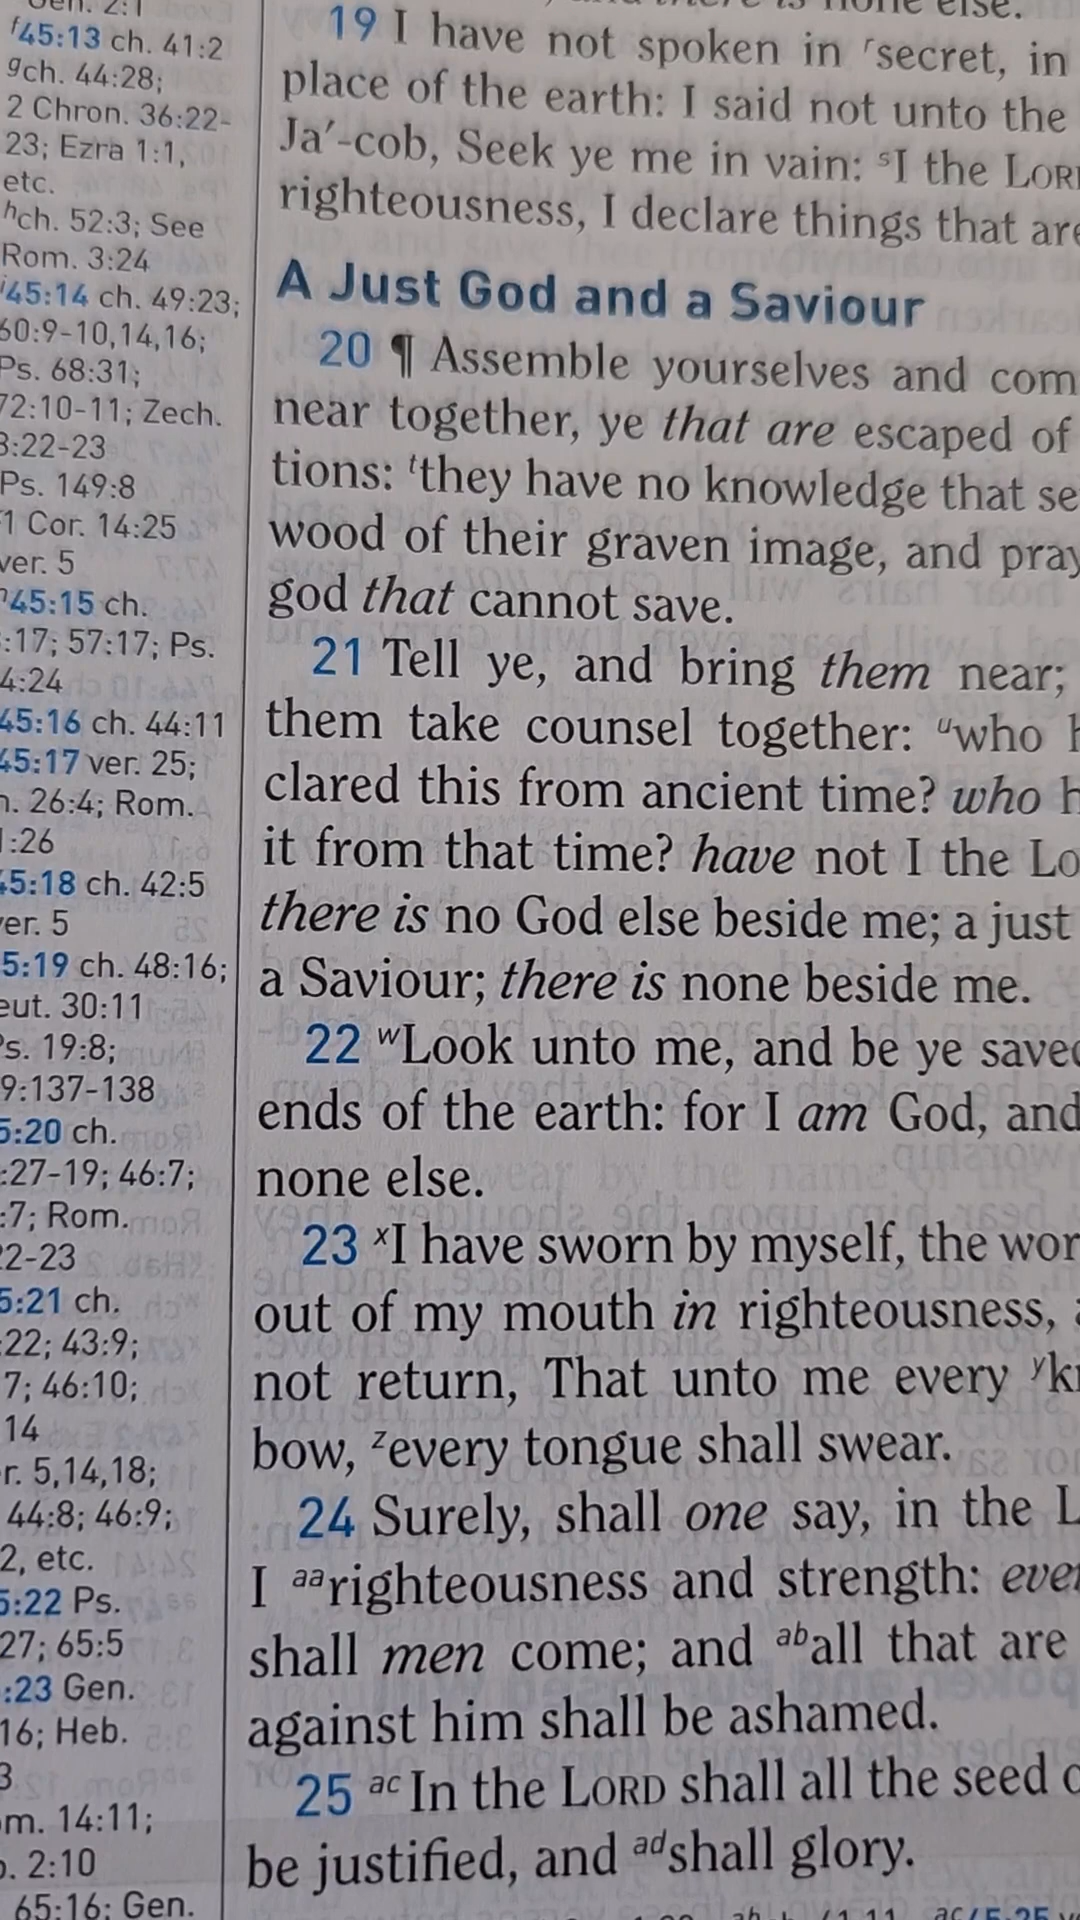 45:13 ch. 41:2
gch. 44:28;
2 Chron. 36:22-
23; Ezra 1:1,
etc.
hch. 52:3; See
Rom. 3:24
45:14 ch. 49:23;
60:9-10,14,16;
Ps. 68:31;
72:10-11; Zech.
8:22-23
Ps. 149:8
1 Cor. 14:25
ver. 5
45:15 ch.
:17; 57:17; Ps.
4:24
45:16 ch. 44:11
45:17 ver. 25;
. 26:4; Rom.
:26
45:18 ch. 42:5
ver. 5
5:19 ch. 48:16;
eut. 30:11
Ps. 19:8;
9:137-138
5:20 ch.
:27-19; 46:7;
:7; Rom.
22-23
5:21 ch.
:22; 43:9;
7; 46:10;
14
r. 5,14,18;
44:8; 46:9;
2, etc.
5:22 Ps.
27; 65:5
:23 Gen.
16; Heb.
3
m. 14:11;
. 2:10
65:16; Gen.
none else.
19 I have not spoken in rsecret, in
place of the earth: I said not unto the
Ja′-cob, Seek ye me in vain: sI the LORD
righteousness, I declare things that are
A Just God and a Saviour
20 ¶ Assemble yourselves and com
near together, ye that are escaped of
tions: tthey have no knowledge that se
wood of their graven image, and pray
god that cannot save.
21 Tell ye, and bring them near;
them take counsel together: uwho h
clared this from ancient time? who h
it from that time? have not I the Lo
there is no God else beside me; a just
a Saviour; there is none beside me.
22 wLook unto me, and be ye saved
ends of the earth: for I am God, and
none else.
23 xI have sworn by myself, the wor
out of my mouth in righteousness,
not return, That unto me every ykn
bow, zevery tongue shall swear.
24 Surely, shall one say, in the L
I aarighteousness and strength: even
shall men come; and aball that are
against him shall be ashamed.
25 acIn the LORD shall all the seed o
be justified, and adshall glory.